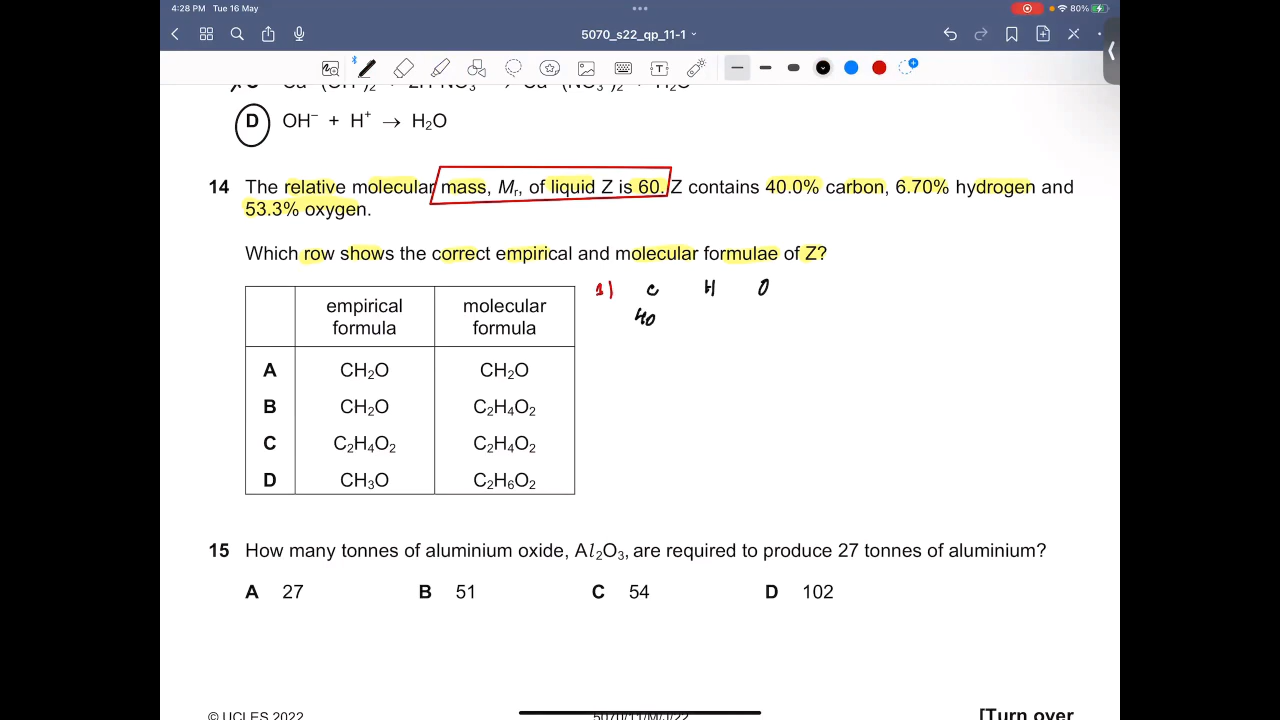 4:28 PM Tue 16 May
80%
5070_s22_qp_11-1
D OH⁻ + H⁺ → H₂O
14 The relative molecular mass, Mᵣ, of liquid Z is 60. Z contains 40.0% carbon, 6.70% hydrogen and
53.3% oxygen.
Which row shows the correct empirical and molecular formulae of Z?
1) C H O
40
empirical formula molecular formula
A CH₂O CH₂O
B CH₂O C₂H₄O₂
C C₂H₄O₂ C₂H₄O₂
D CH₃O C₂H₆O₂
15 How many tonnes of aluminium oxide, Al₂O₃, are required to produce 27 tonnes of aluminium?
A 27 B 51 C 54 D 102
© UCLES 2022 5070/11/M/J/22 [Turn over